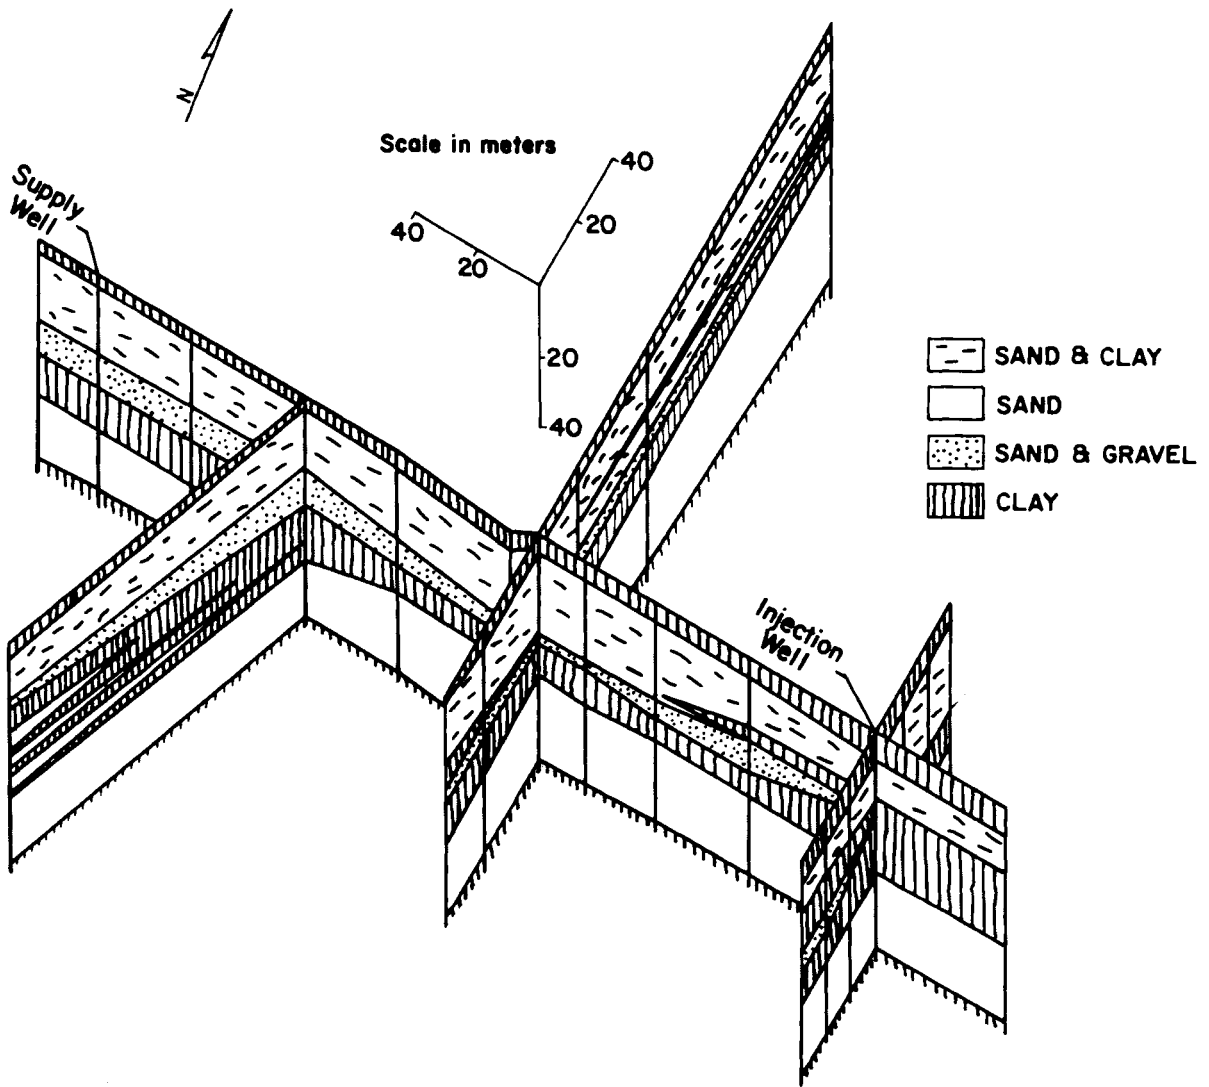 N
Scale in meters
40
20
40
20
20
40
Supply
Well
SAND & CLAY
SAND
SAND & GRAVEL
CLAY
Injection
Well